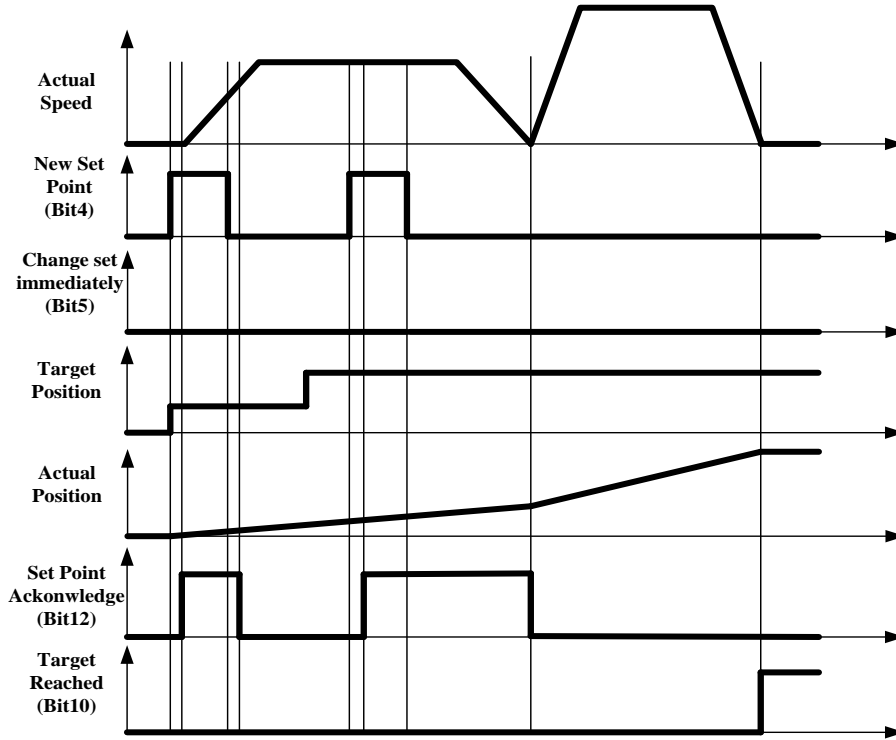 Actual
Speed
New Set
Point
(Bit4)
Change set
immediately
(Bit5)
Target
Position
Actual
Position
Set Point
Ackonwledge
(Bit12)
Target
Reached
(Bit10)